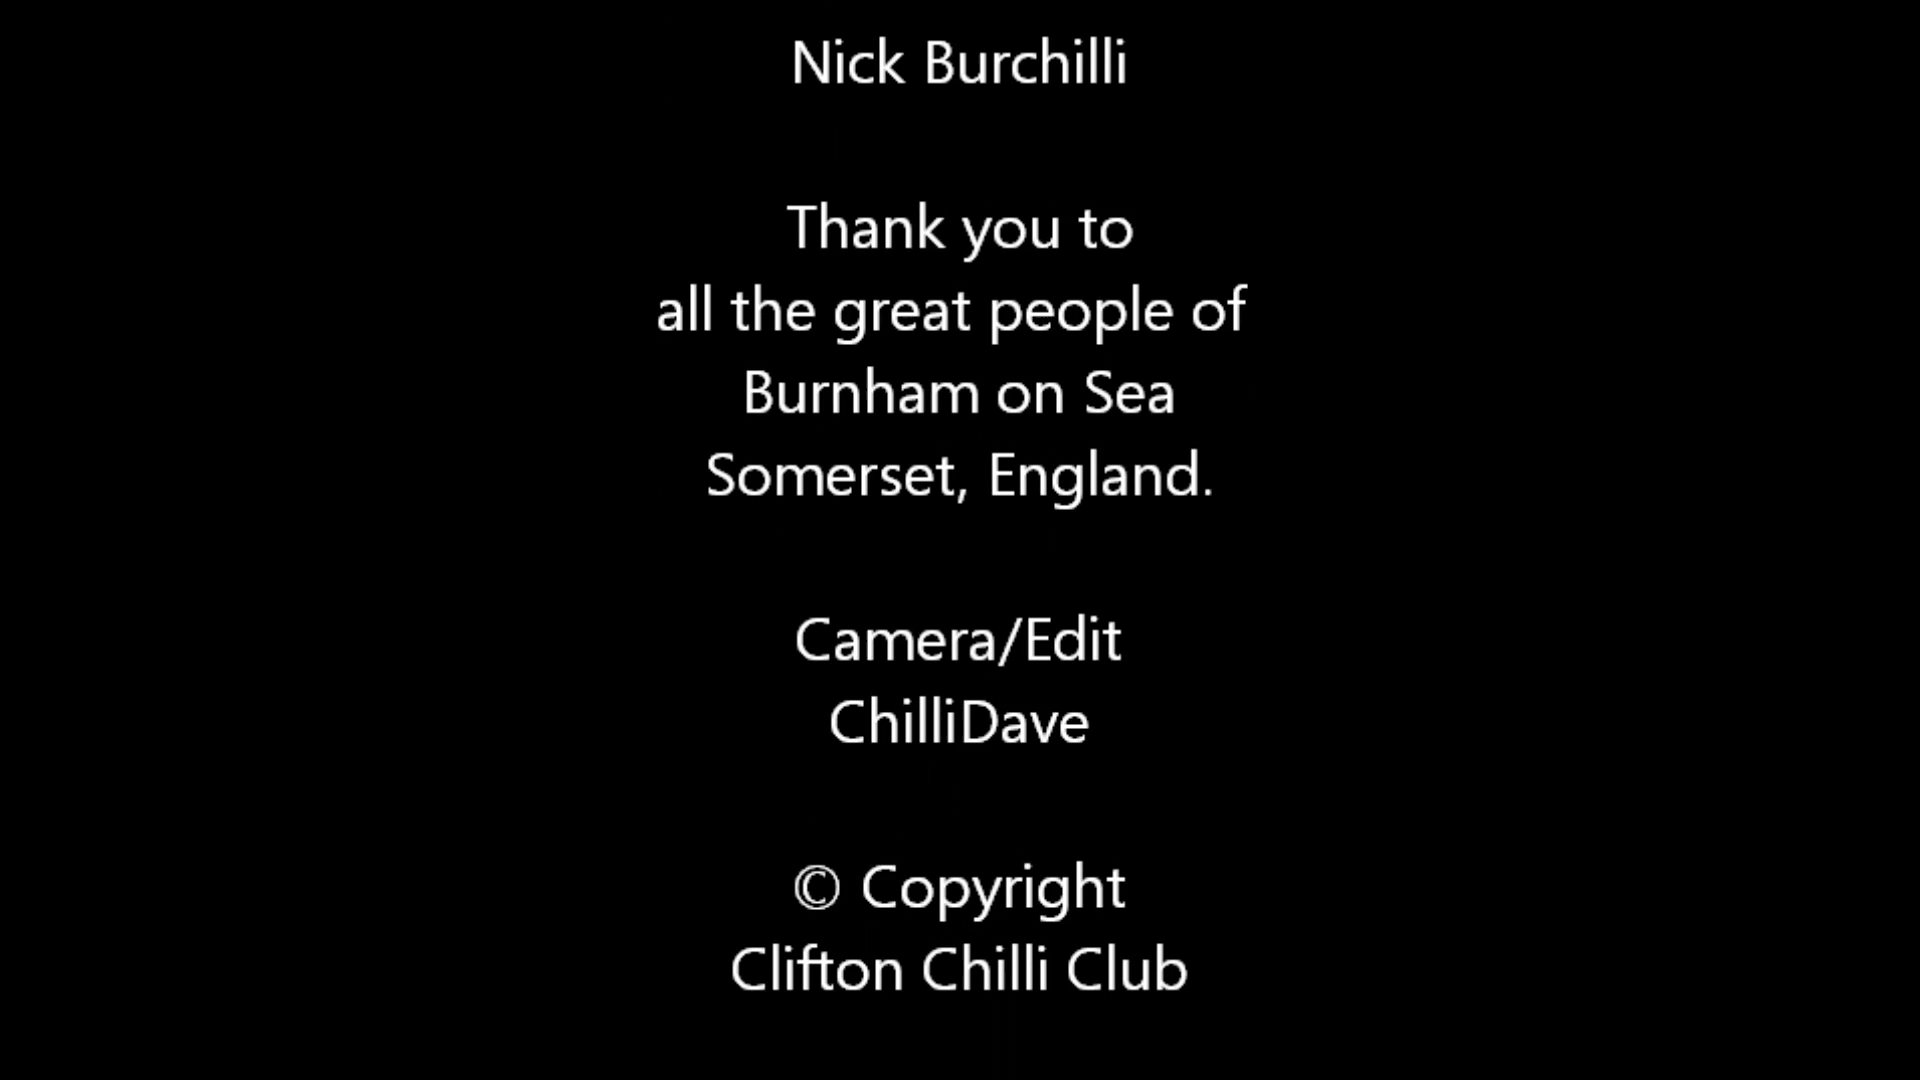 Nick Burchilli
Thank you to
all the great people of
Burnham on Sea
Somerset, England.
Camera/Edit
ChilliDave
© Copyright
Clifton Chilli Club